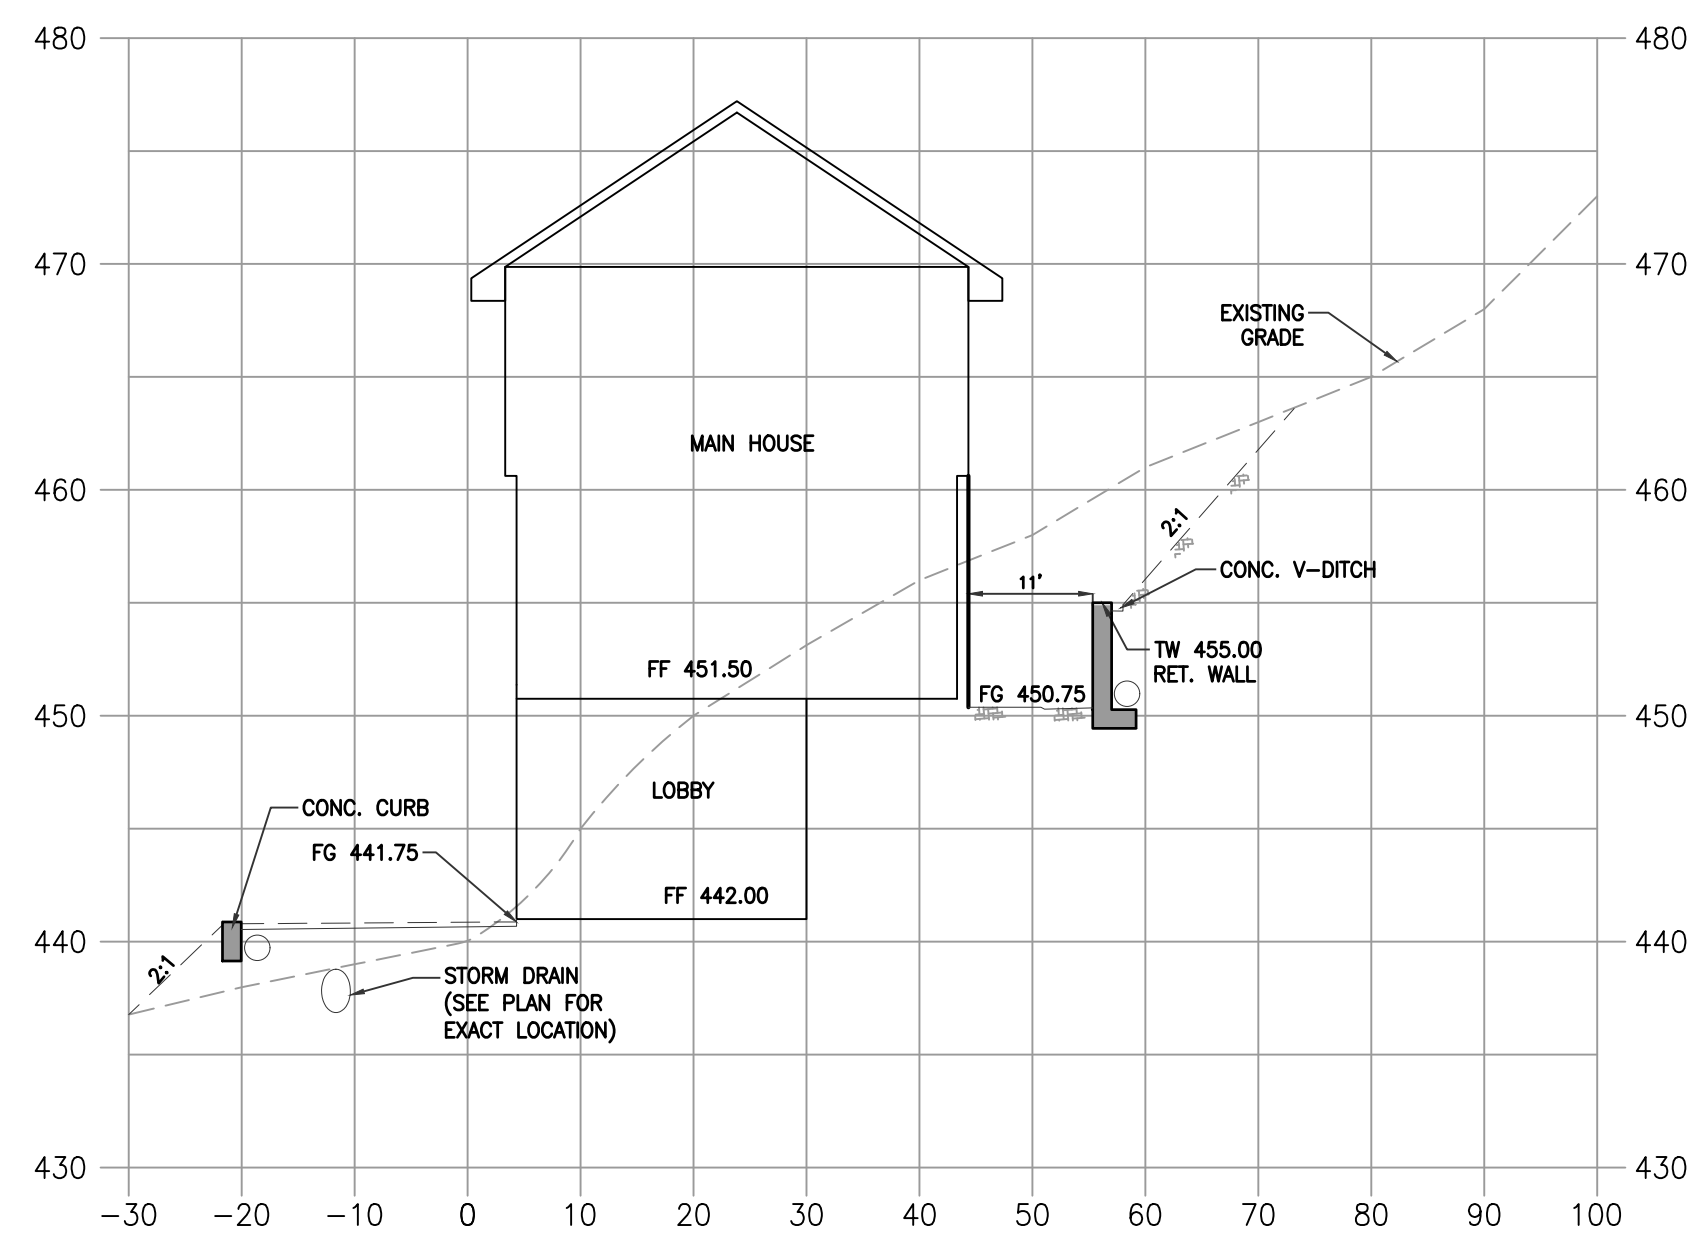 480 480
470 470
EXISTING
GRADE
MAIN HOUSE
460 460
2:1
CONC. V-DITCH
11'
TW 455.00
RET. WALL
FF 451.50
FG 450.75
450 450
LOBBY
CONC. CURB
FG 441.75
FF 442.00
440 440
2:1
STORM DRAIN
(SEE PLAN FOR
EXACT LOCATION)
430 430
-30 -20 -10 0 10 20 30 40 50 60 70 80 90 100